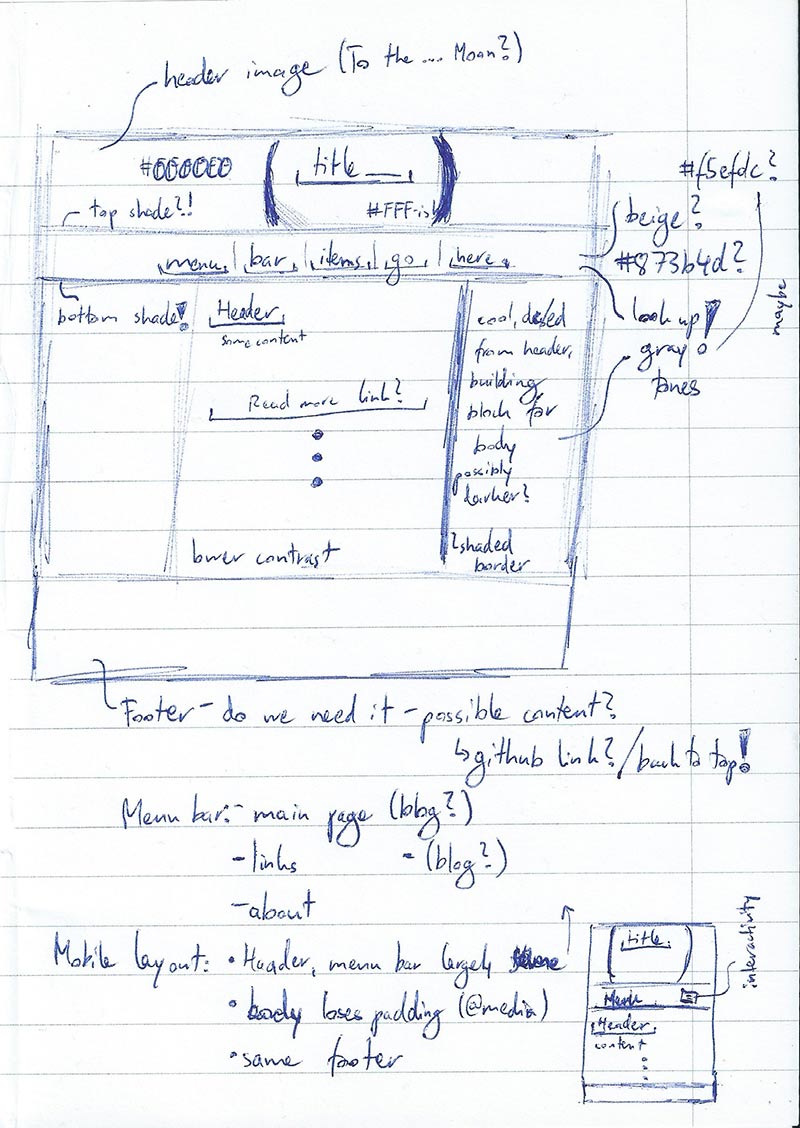 header image (To the ... Moon?)
#000000
title
#f5efdc?
top shade?!
#FFF-is!
beige?
menu bar items go here
#873b4d?
bottom shade!
Header
some content
Read more link?
cool,
from header,
building
block for
body
possibly
darker?
look up!
gray
tones
maybe
lower contrast
?shaded
border
Footer - do we need it - possible content?
github link? / back to top!
Menu bar: - main page (blog?)
- links - (blog?)
- about
Mobile layout: • Header, menu bar largely same
• body loses padding (@media)
• same footer
title
Menu
Header
content
interactivity